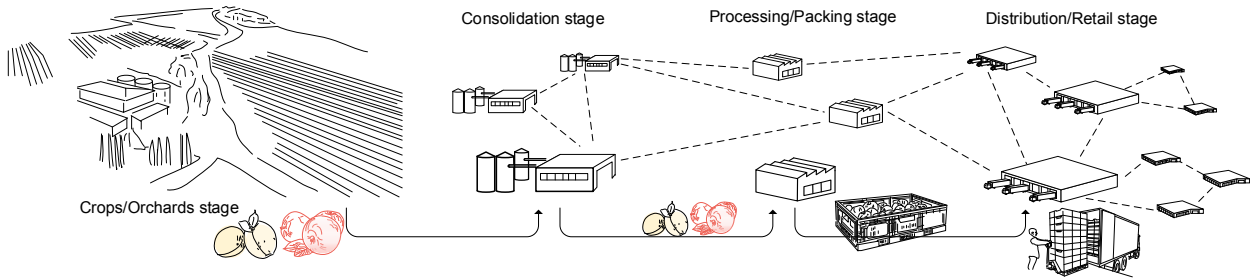 Consolidation stage
Processing/Packing stage
Distribution/Retail stage
Crops/Orchards stage